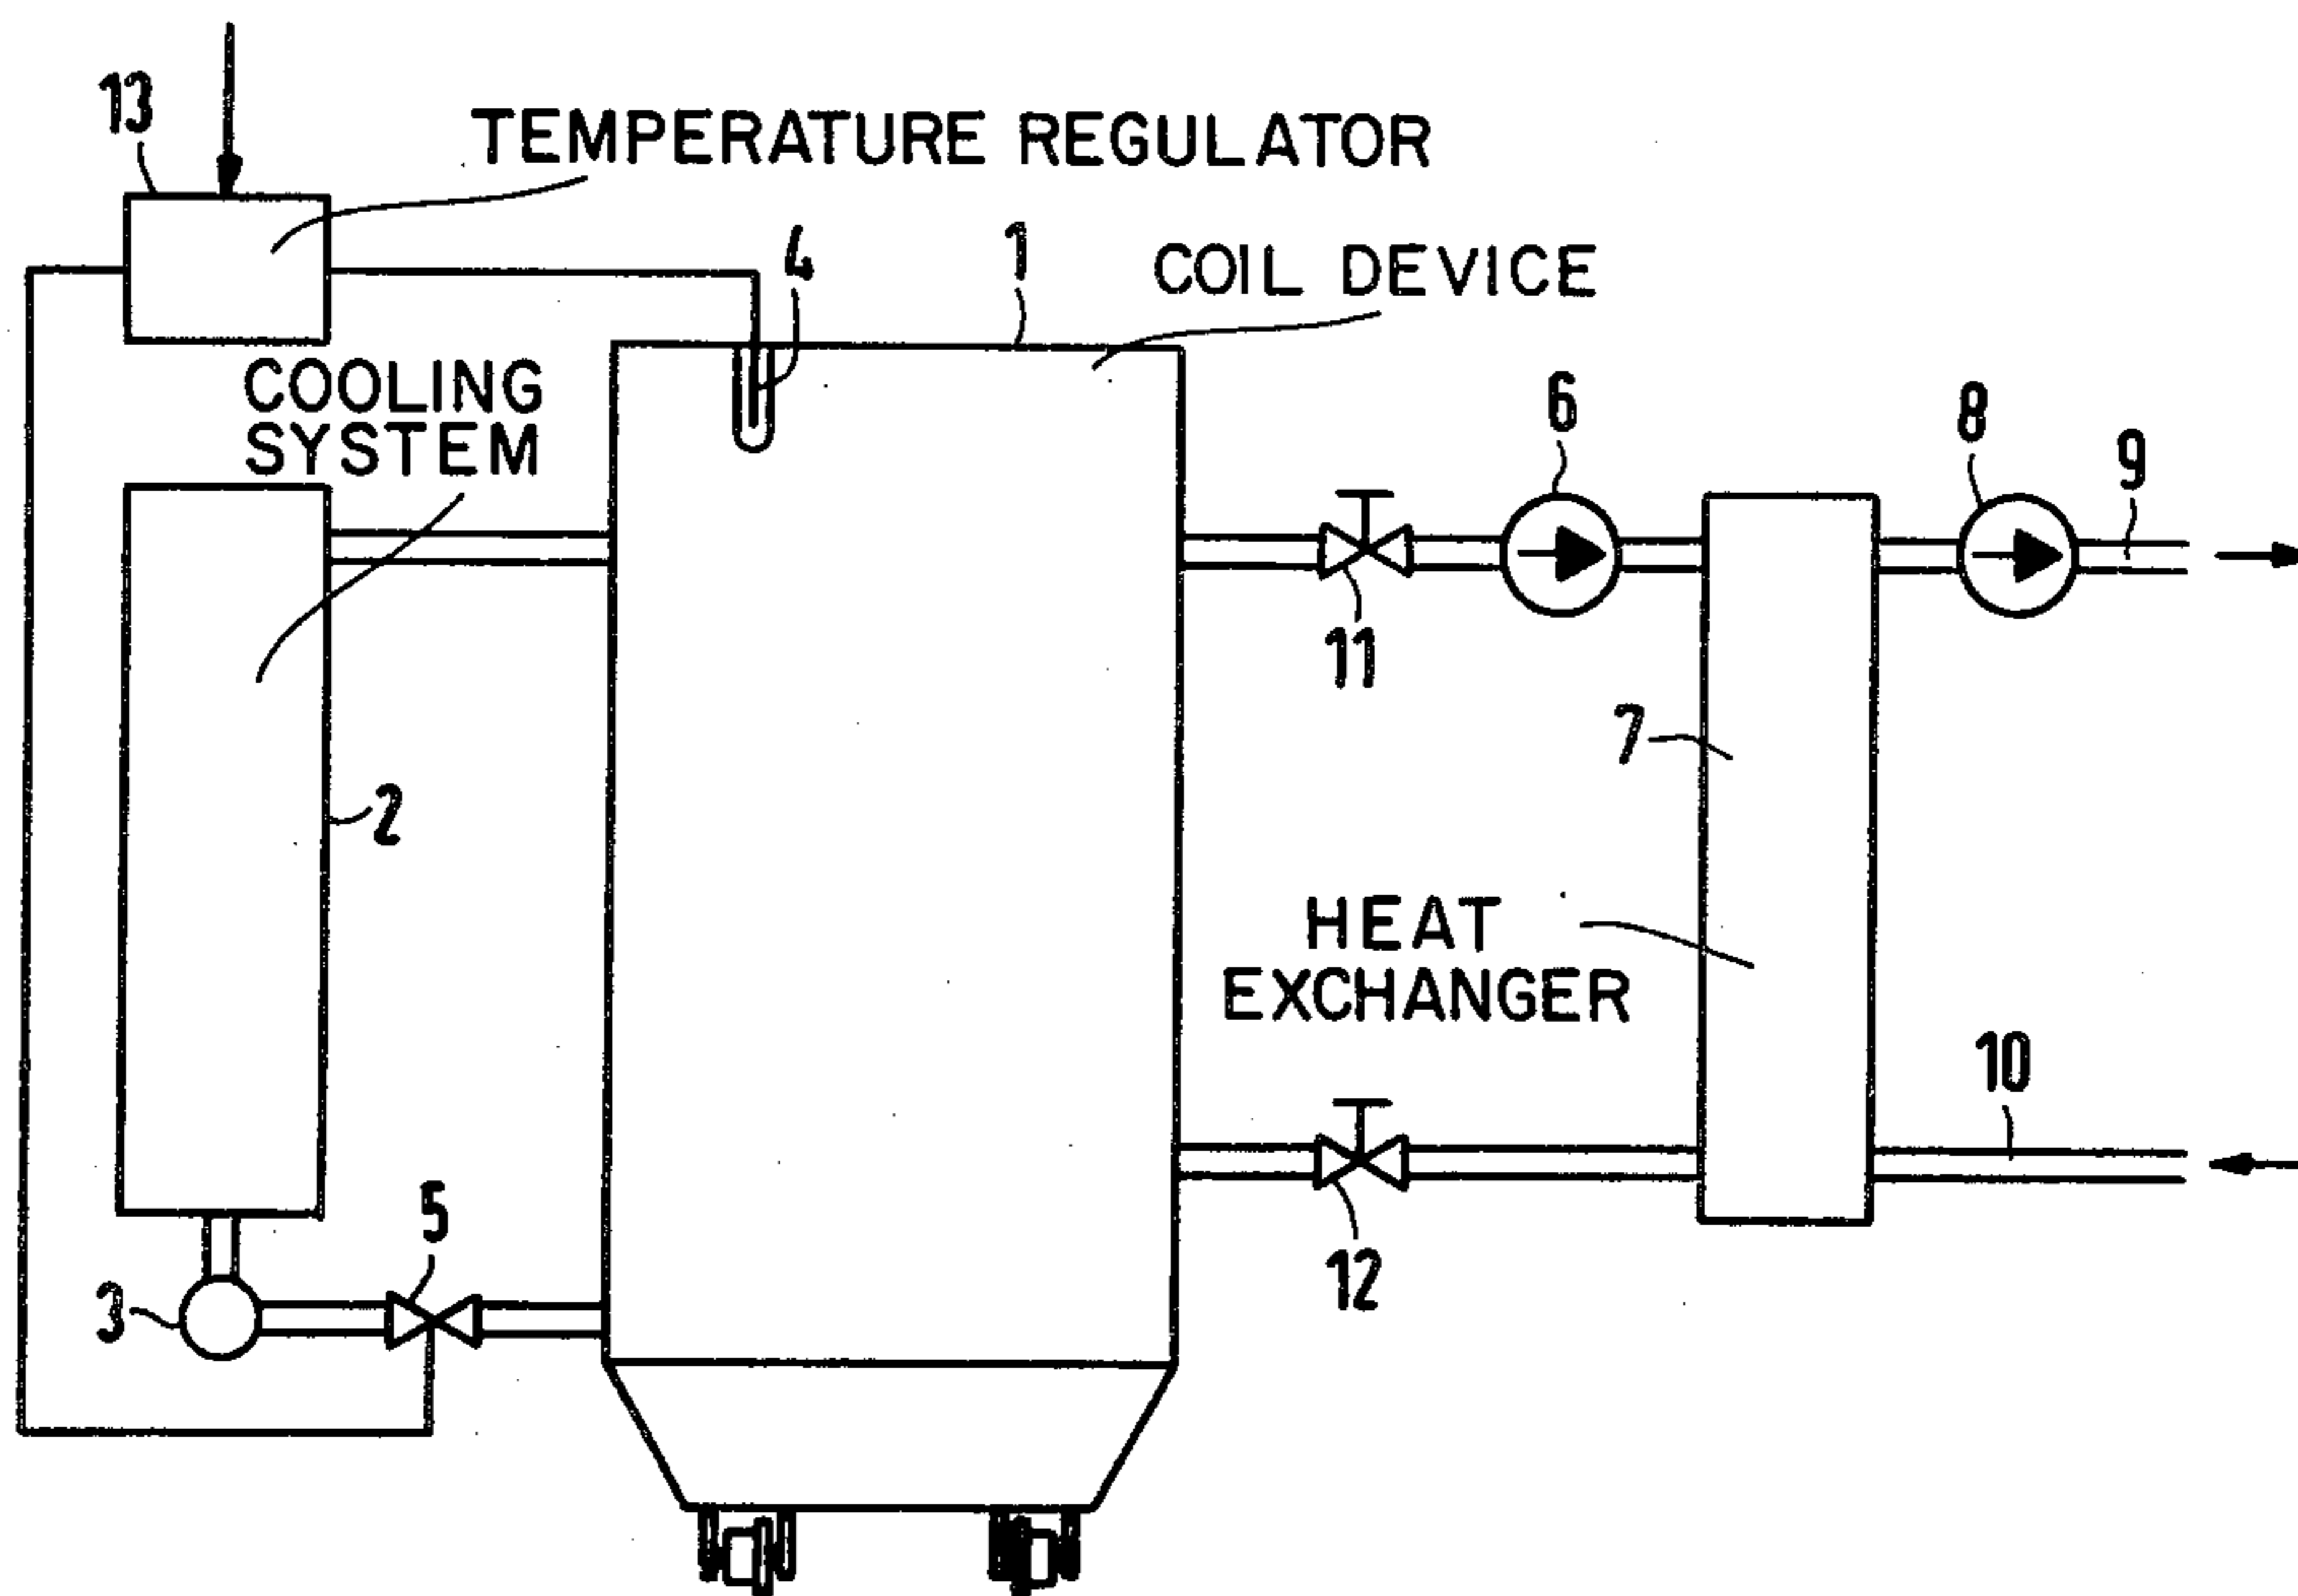 13
TEMPERATURE REGULATOR
4
1
COIL DEVICE
COOLING
SYSTEM
6
8
9
11
7
2
HEAT
EXCHANGER
10
5
3
12